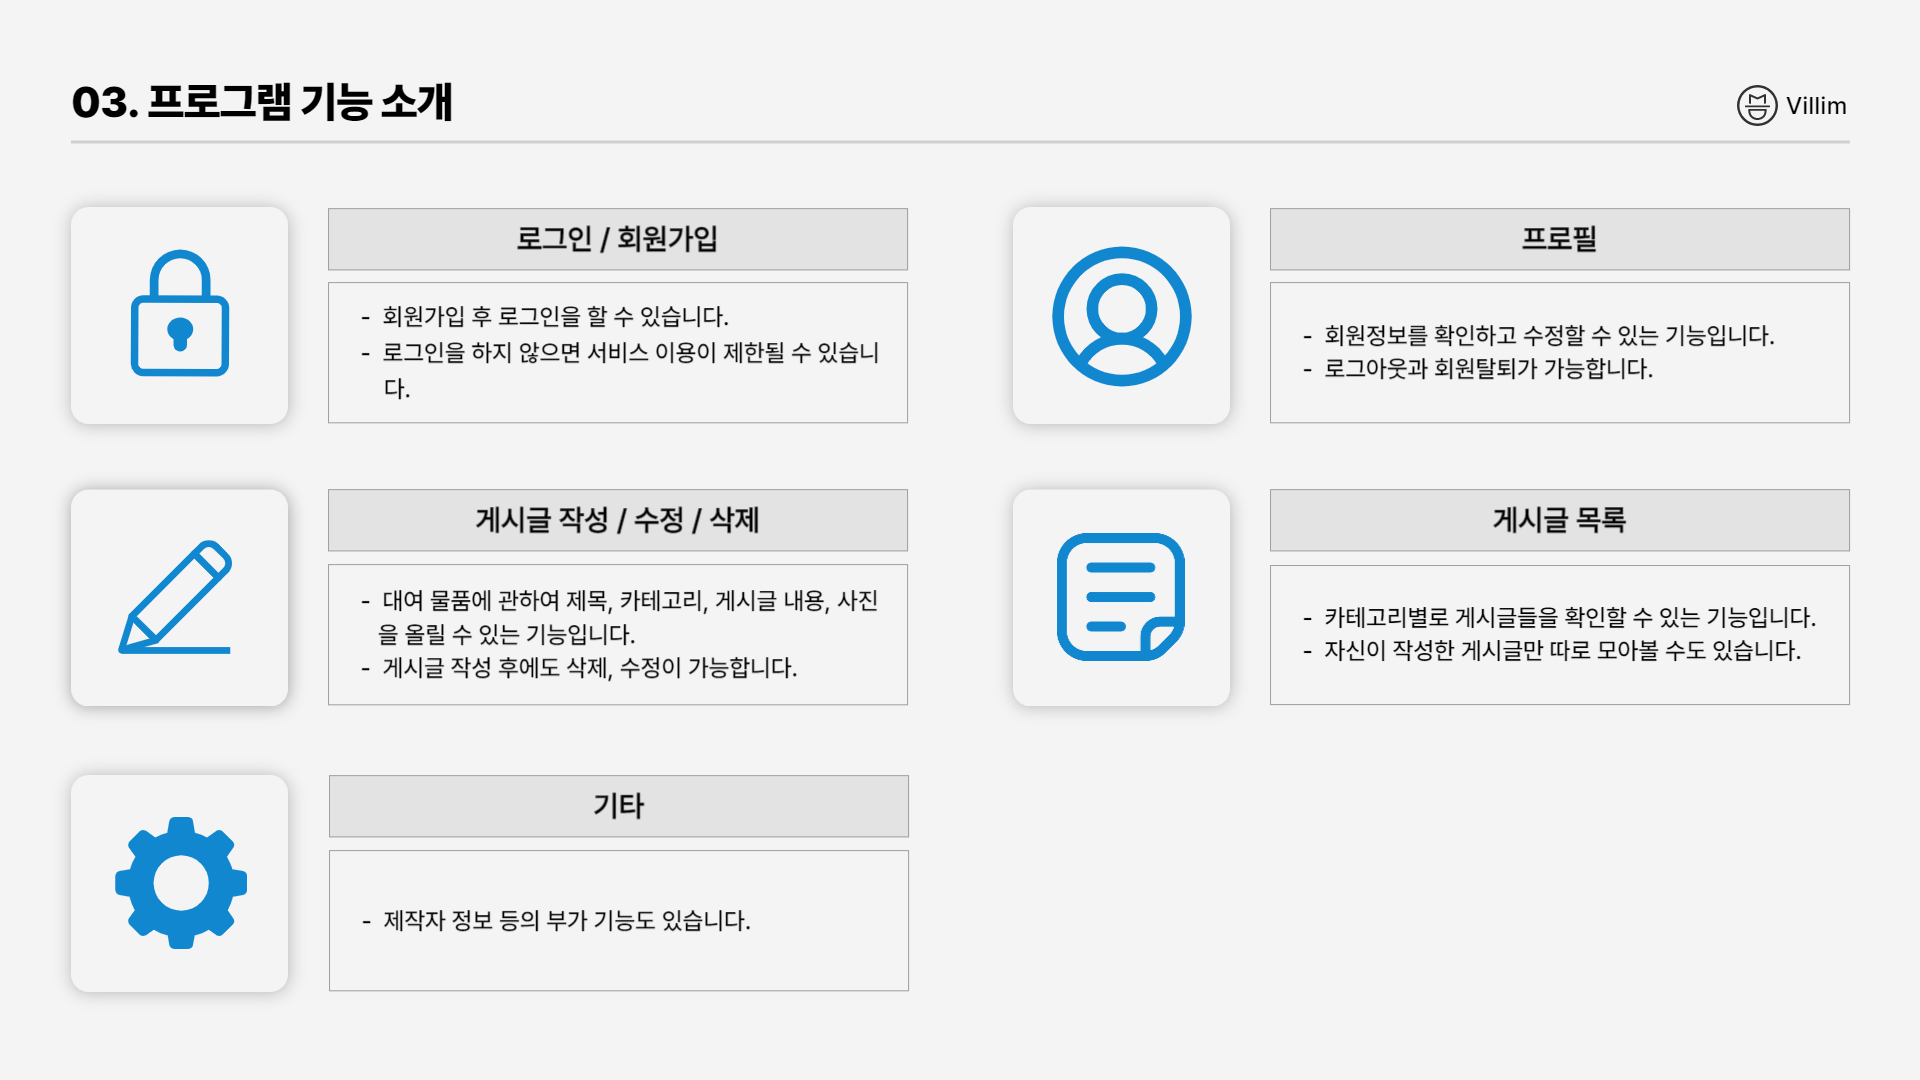 03. 프로그램 기능 소개
Villim
로그인 / 회원가입
- 회원가입 후 로그인을 할 수 있습니다.
- 로그인을 하지 않으면 서비스 이용이 제한될 수 있습니
다.
프로필
- 회원정보를 확인하고 수정할 수 있는 기능입니다.
- 로그아웃과 회원탈퇴가 가능합니다.
게시글 작성 / 수정 / 삭제
- 대여 물품에 관하여 제목, 카테고리, 게시글 내용, 사진
을 올릴 수 있는 기능입니다.
- 게시글 작성 후에도 삭제, 수정이 가능합니다.
게시글 목록
- 카테고리별로 게시글들을 확인할 수 있는 기능입니다.
- 자신이 작성한 게시글만 따로 모아볼 수도 있습니다.
기타
- 제작자 정보 등의 부가 기능도 있습니다.